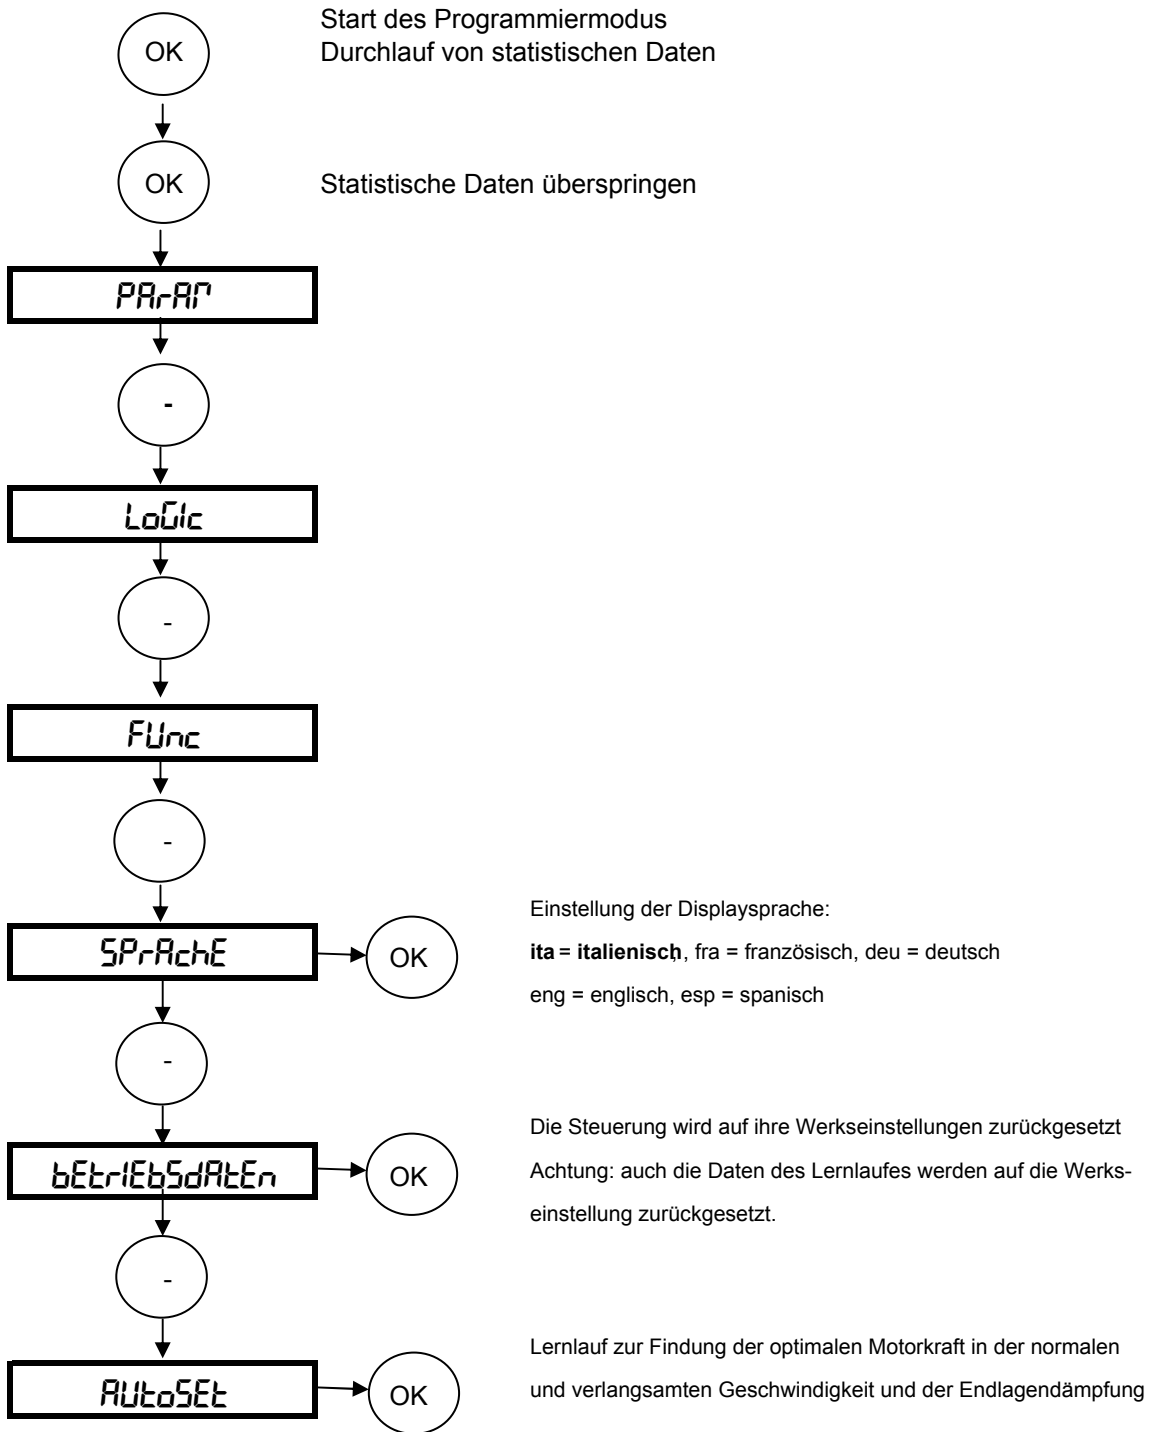 OK
Start des Programmiermodus
Durchlauf von statistischen Daten
OK
Statistische Daten überspringen
PArAM
-
LoGIc
-
FUnc
-
SPrAchE
OK
Einstellung der Displaysprache:
ita = italienisch, fra = französisch, deu = deutsch
eng = englisch, esp = spanisch
-
bEtrIEbSdAtEn
OK
Die Steuerung wird auf ihre Werkseinstellungen zurückgesetzt
Achtung: auch die Daten des Lernlaufes werden auf die Werks-
einstellung zurückgesetzt.
-
AUtoSEt
OK
Lernlauf zur Findung der optimalen Motorkraft in der normalen
und verlangsamten Geschwindigkeit und der Endlagendämpfung